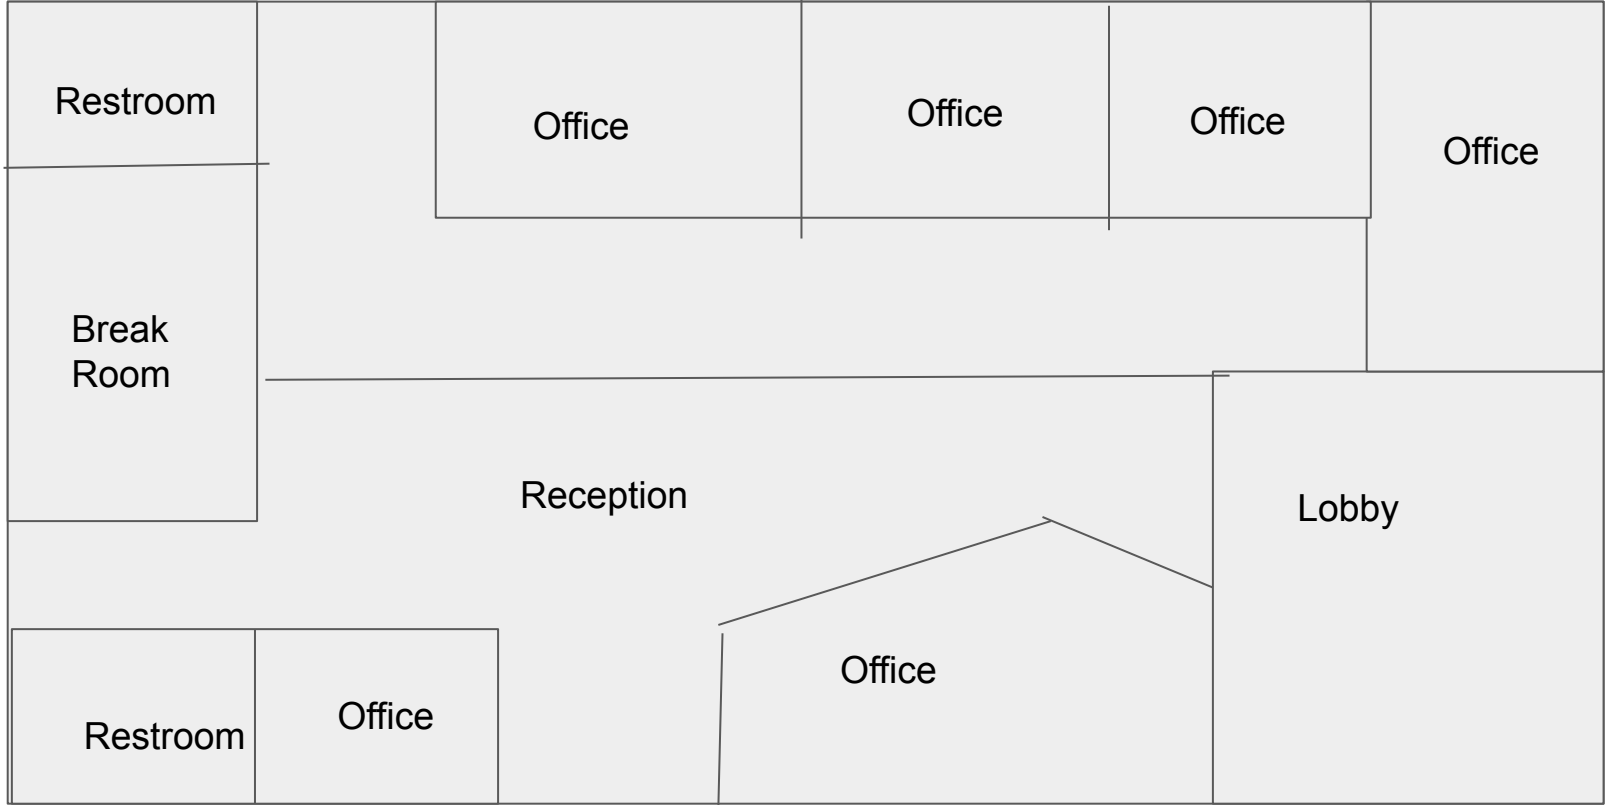 Restroom
Office
Office
Office
Office
Break
Room
Reception
Lobby
Office
Restroom
Office